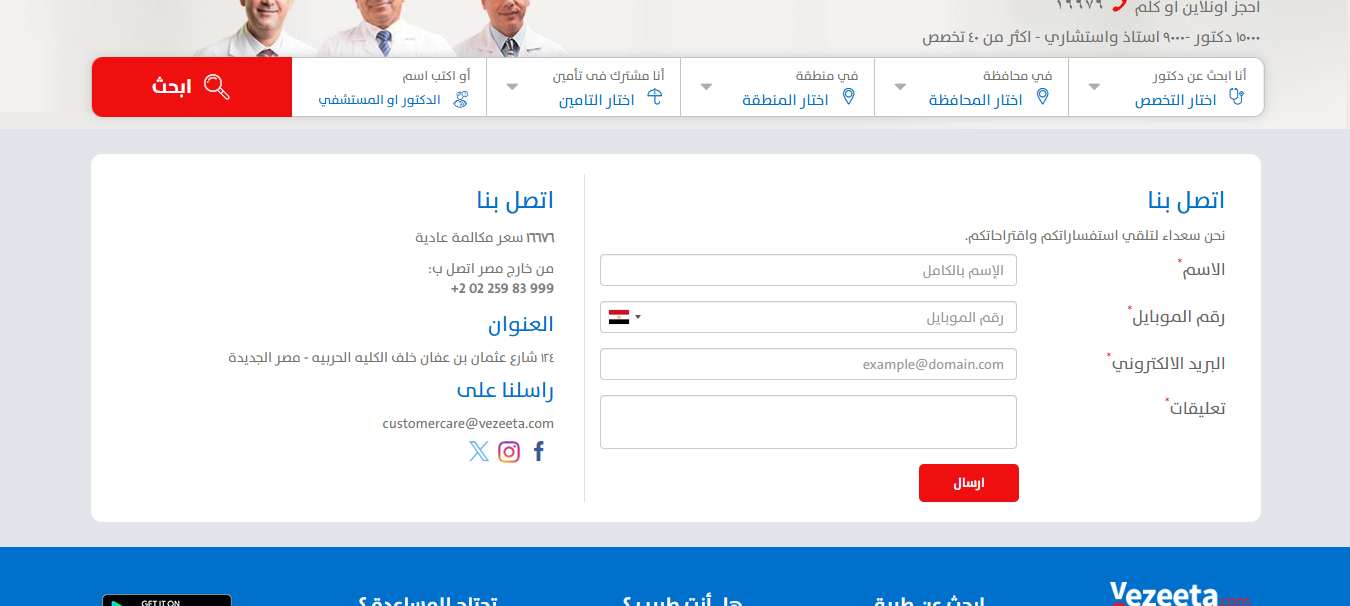 احجز اونلاين او كلم ١٦٦٧٦
١٥٠٠٠ دكتور -٩٠٠٠ استاذ واستشاري - اكثر من ٤٠ تخصص
أنا ابحث عن دكتور
اختار التخصص
في محافظة
اختار المحافظة
في منطقة
اختار المنطقة
أنا مشترك فى تأمين
اختار التامين
أو اكتب اسم
الدكتور او المستشفي
ابحث
اتصل بنا
نحن سعداء لتلقي استفساراتكم واقتراحاتكم.
الاسم*
الإسم بالكامل
رقم الموبايل*
رقم الموبايل
البريد الالكتروني*
example@domain.com
تعليقات*
ارسال
اتصل بنا
١٦٦٧٦ سعر مكالمة عادية
من خارج مصر اتصل ب:
+2 02 259 83 999
العنوان
١٢٤ شارع عثمان بن عفان خلف الكليه الحربيه - مصر الجديدة
راسلنا على
customercare@vezeeta.com
Vezeeta.com
ابحث عن طريق
هل أنت طبيب ؟
تحتاج للمساعدة ؟
GET IT ON